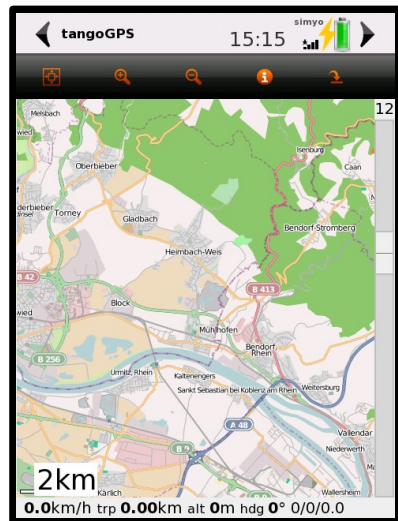 simyo
tangoGPS 15:15
12
Melsbach
Isenburg
Oberbieber
Caan
Torney
Gladbach
Bendorf-Stromberg
Heimbach-Weis
B 42
B 413
Block
wied
Mühlhofen
B 256
Bendorf, Rhein
Urmitz, Rhein
Kaltenengers
Weitersburg
Sankt Sebastian bei Koblenz am Rhein
A 48
Vallendar
B 9
Niederwerth
2km
Kärlich
Wallersheim
0.0km/h trp 0.00km alt 0m hdg 0° 0/0/0.0